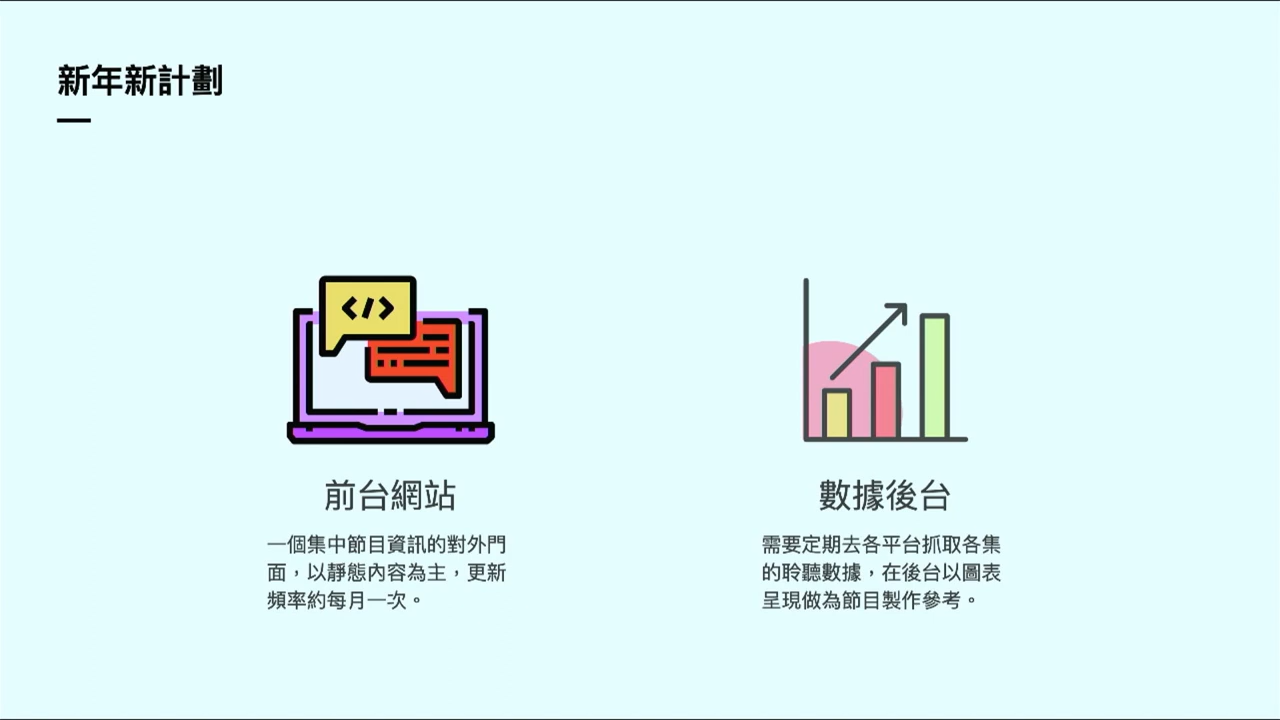 新年新計劃
</>
前台網站
一個集中節目資訊的對外門
面，以靜態內容為主，更新
頻率約每月一次。
數據後台
需要定期去各平台抓取各集
的聆聽數據，在後台以圖表
呈現做為節目製作參考。